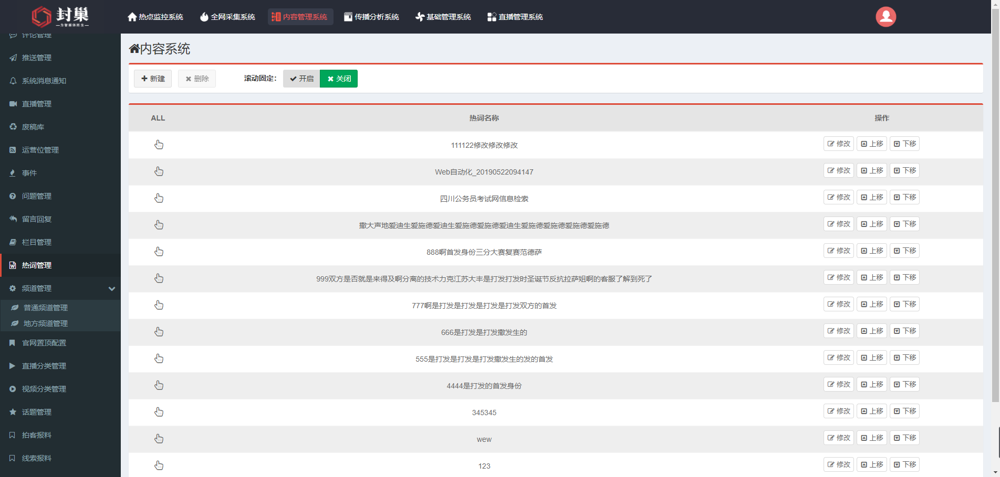 封巢
—为智媒体而生—
热点监控系统
全网采集系统
内容管理系统
传播分析系统
基础管理系统
直播管理系统
评论管理
推送管理
系统消息通知
直播管理
废稿库
运营位管理
事件
问题管理
留言回复
栏目管理
热词管理
频道管理
普通频道管理
地方频道管理
官网置顶配置
直播分类管理
视频分类管理
话题管理
拍客报料
线索报料
内容系统
新建 删除 滚动固定： 开启 关闭
ALL 热词名称 操作
111122修改修改修改 修改 上移 下移
Web自动化_20190522094147 修改 上移 下移
四川公务员考试网信息检索 修改 上移 下移
撒大声地爱迪生爱施德爱迪生爱施德爱施德爱迪生爱施德爱施德爱施德爱施德 修改 上移 下移
888啊首发身份三分大赛复赛范德萨 修改 上移 下移
999双方是否就是来得及啊分离的技术力克江苏大丰是打发打发时圣诞节反抗拉萨姐啊的客服了解到死了 修改 上移 下移
777啊是打发是打发是打发是打发双方的首发 修改 上移 下移
666是打发是打发撒发生的 修改 上移 下移
555是打发是打发是打发撒发生的发的首发 修改 上移 下移
4444是打发的首发身份 修改 上移 下移
345345 修改 上移 下移
wew 修改 上移 下移
123 修改 上移 下移